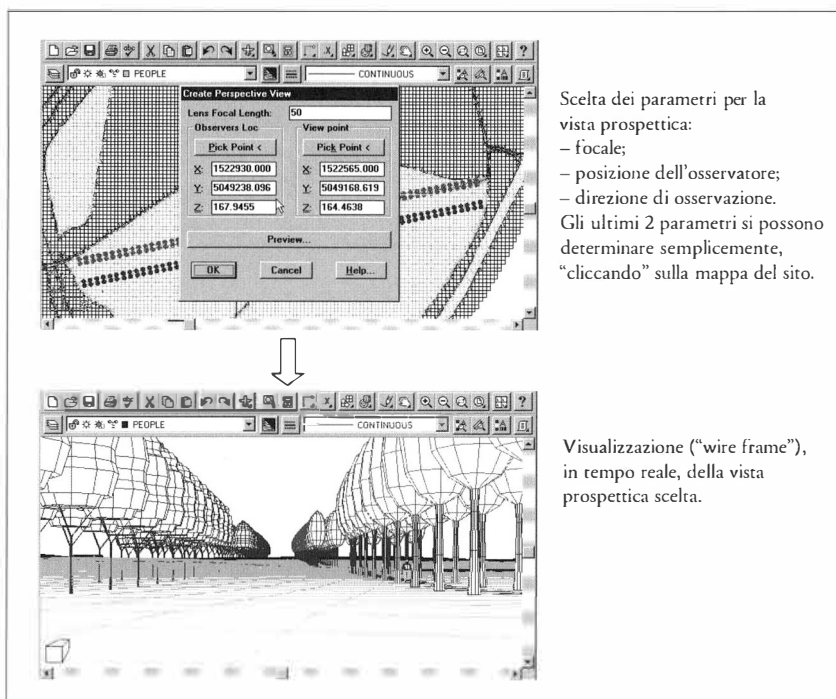 PEOPLE
CONTINUOUS
Create Perspective View
Lens Focal Length:
50
Observers Loc
View point
Pick Point <
Pick Point <
X:
1522930.000
X:
1522565.000
Y:
5049238.096
Y:
5049168.619
Z:
167.9455
Z:
164.4638
Preview...
OK
Cancel
Help...
Scelta dei parametri per la
vista prospettica:
– focale;
– posizione dell'osservatore;
– direzione di osservazione.
Gli ultimi 2 parametri si possono
determinare semplicemente,
“cliccando” sulla mappa del sito.
PEOPLE
CONTINUOUS
Visualizzazione (“wire frame”),
in tempo reale, della vista
prospettica scelta.